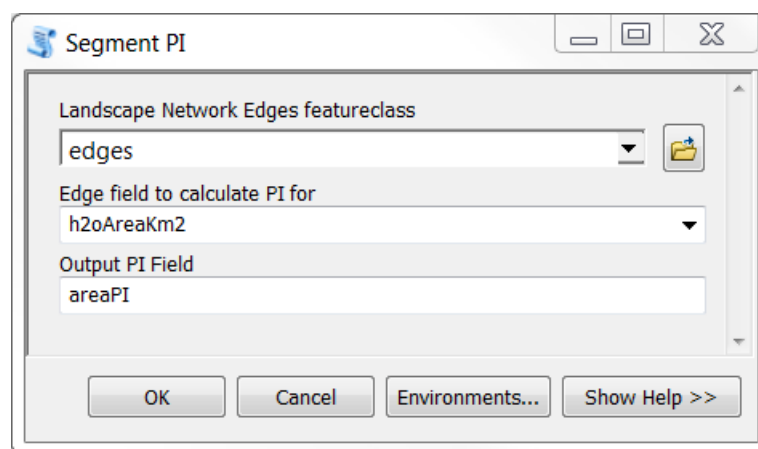 Segment PI
Landscape Network Edges featureclass
edges
Edge field to calculate PI for
h2oAreaKm2
Output PI Field
areaPI
OK Cancel Environments... Show Help >>